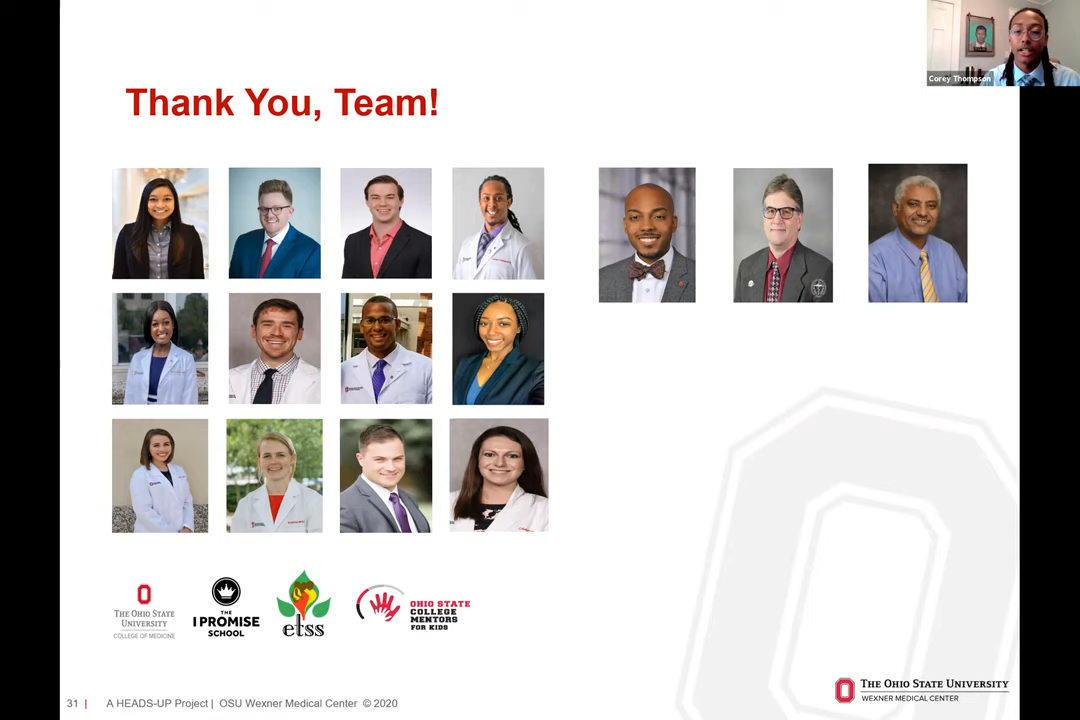 Corey Thompson
Thank You, Team!
THE OHIO STATE
UNIVERSITY
COLLEGE OF MEDICINE
THE
I PROMISE
SCHOOL
etss
OHIO STATE
COLLEGE
MENTORS
FOR KIDS
THE OHIO STATE UNIVERSITY
WEXNER MEDICAL CENTER
31 | A HEADS-UP Project | OSU Wexner Medical Center © 2020